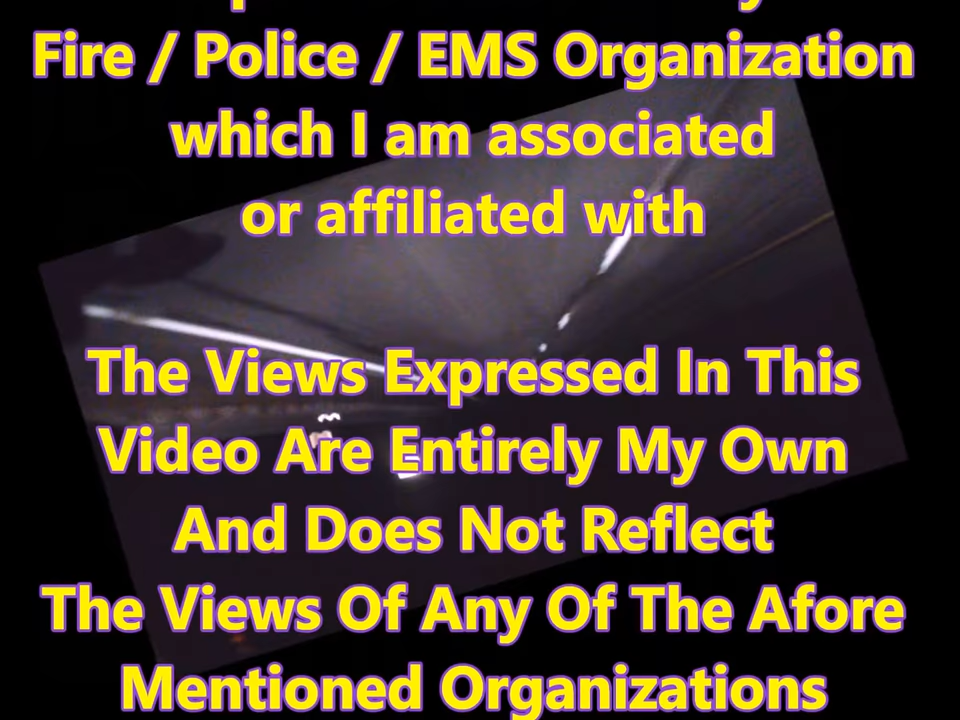 Fire / Police / EMS Organization
which I am associated
or affiliated with
The Views Expressed In This
Video Are Entirely My Own
And Does Not Reflect
The Views Of Any Of The Afore
Mentioned Organizations